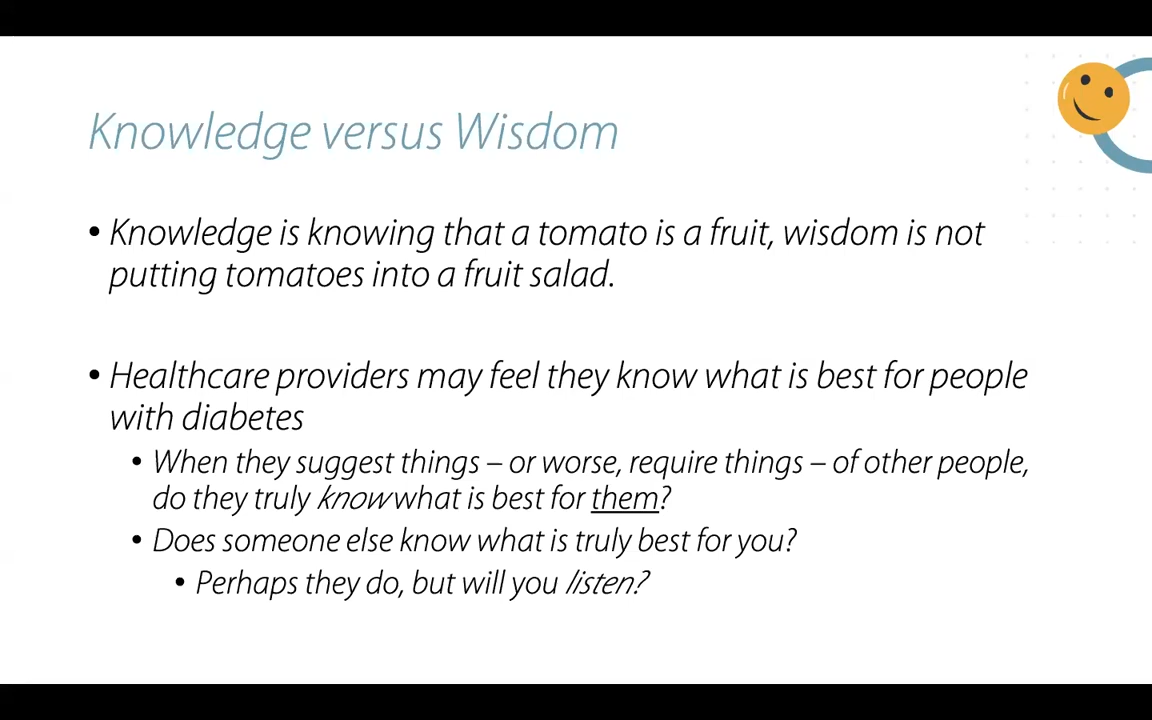 Knowledge versus Wisdom
• Knowledge is knowing that a tomato is a fruit, wisdom is not
putting tomatoes into a fruit salad.
• Healthcare providers may feel they know what is best for people
with diabetes
• When they suggest things – or worse, require things – of other people,
do they truly know what is best for them?
• Does someone else know what is truly best for you?
• Perhaps they do, but will you listen?